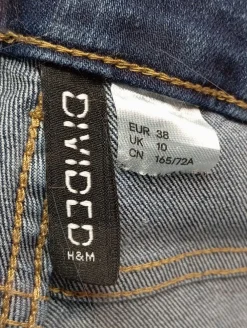 DIVIDED
H&M
EUR 38
UK 10
CN 165/72A